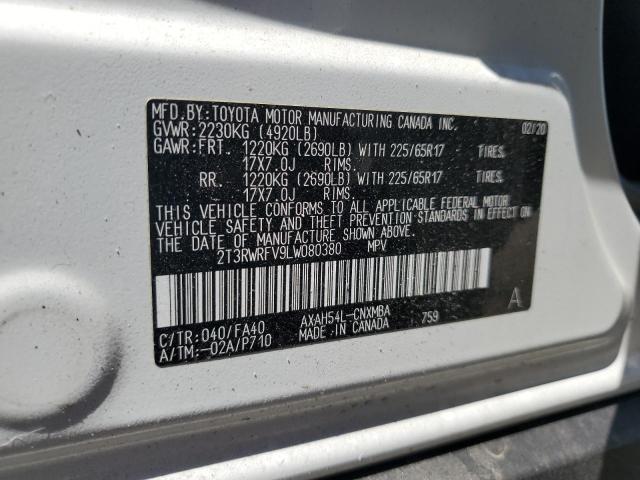 MFD.BY:TOYOTA MOTOR MANUFACTURING CANADA INC. 02/20
GVWR:2230KG (4920LB)
GAWR:FRT. 1220KG (2690LB) WITH 225/65R17 TIRES.
17X7.0J RIMS.
RR. 1220KG (2690LB) WITH 225/65R17 TIRES.
17X7.0J RIMS.
THIS VEHICLE CONFORMS TO ALL APPLICABLE FEDERAL MOTOR
VEHICLE SAFETY AND THEFT PREVENTION STANDARDS IN EFFECT
ON THE DATE OF MANUFACTURE SHOWN ABOVE.
2T3RWRFV9LW080380 MPV
A
C/TR:040/FA40 AXAH54L-CNXMBA 759
A/TM:-02A/P710 MADE IN CANADA